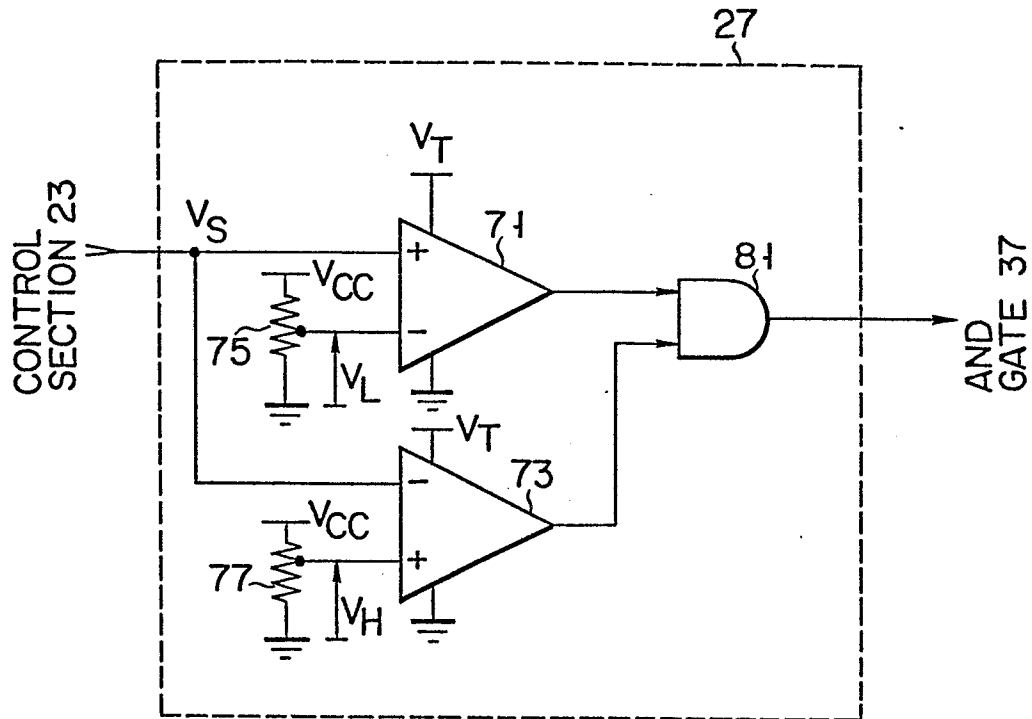 27
CONTROL
SECTION 23
VS
VT
71
+
VCC
75
−
VL
81
AND
GATE 37
VT
73
−
VCC
77
+
VH